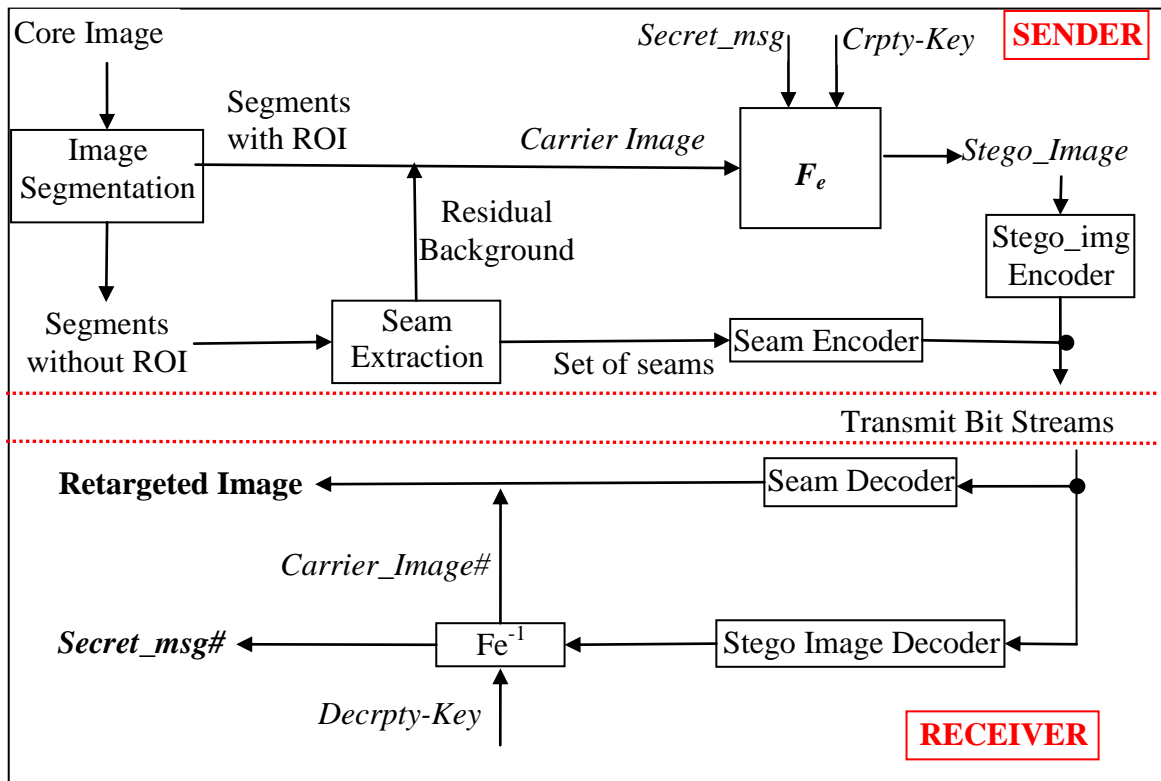 Core Image
Secret_msg
Crpty-Key
SENDER
Segments
with ROI
Carrier Image
Image
Segmentation
Fe
Stego_Image
Residual
Background
Stego_img
Encoder
Segments
without ROI
Seam
Extraction
Set of seams
Seam Encoder
Transmit Bit Streams
Retargeted Image
Seam Decoder
Carrier_Image#
Secret_msg#
Fe-1
Stego Image Decoder
Decrpty-Key
RECEIVER